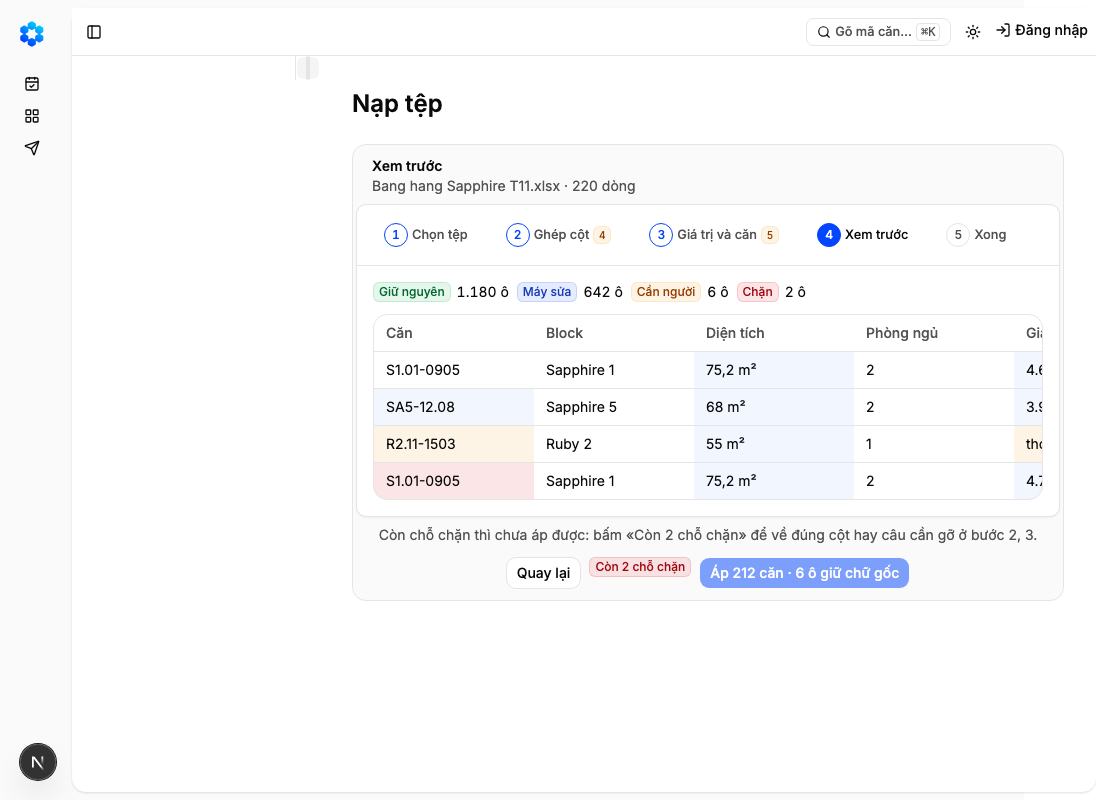 Gõ mã căn... ⌘K
Đăng nhập
Nạp tệp
Xem trước
Bang hang Sapphire T11.xlsx · 220 dòng
1 Chọn tệp 2 Ghép cột 4 3 Giá trị và căn 5 4 Xem trước 5 Xong
Giữ nguyên 1.180 ô Máy sửa 642 ô Cần người 6 ô Chặn 2 ô
Căn Block Diện tích Phòng ngủ
S1.01-0905 Sapphire 1 75,2 m² 2
SA5-12.08 Sapphire 5 68 m² 2
R2.11-1503 Ruby 2 55 m² 1
S1.01-0905 Sapphire 1 75,2 m² 2
Còn chỗ chặn thì chưa áp được: bấm «Còn 2 chỗ chặn» để về đúng cột hay câu cần gỡ ở bước 2, 3.
Quay lại Còn 2 chỗ chặn Áp 212 căn · 6 ô giữ chữ gốc
N